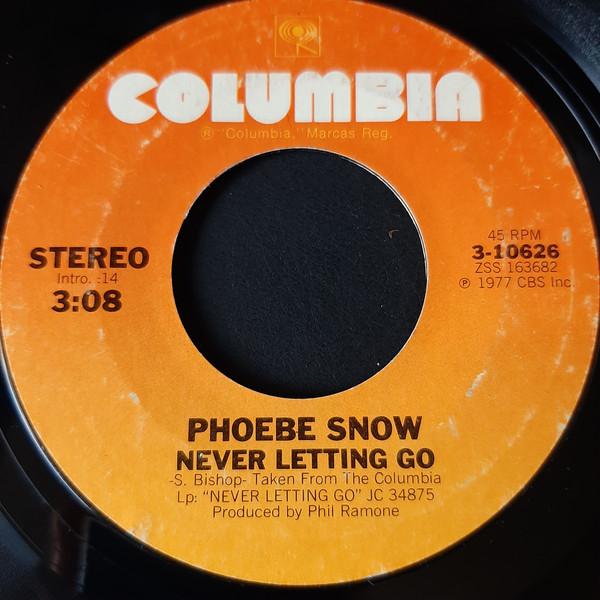 COLUMBIA
® "Columbia," Marcas Reg.
STEREO
Intro. :14
3:08
45 RPM
3-10626
ZSS 163682
℗ 1977 CBS Inc.
PHOEBE SNOW
NEVER LETTING GO
-S. Bishop- Taken From The Columbia
Lp: "NEVER LETTING GO" JC 34875
Produced by Phil Ramone